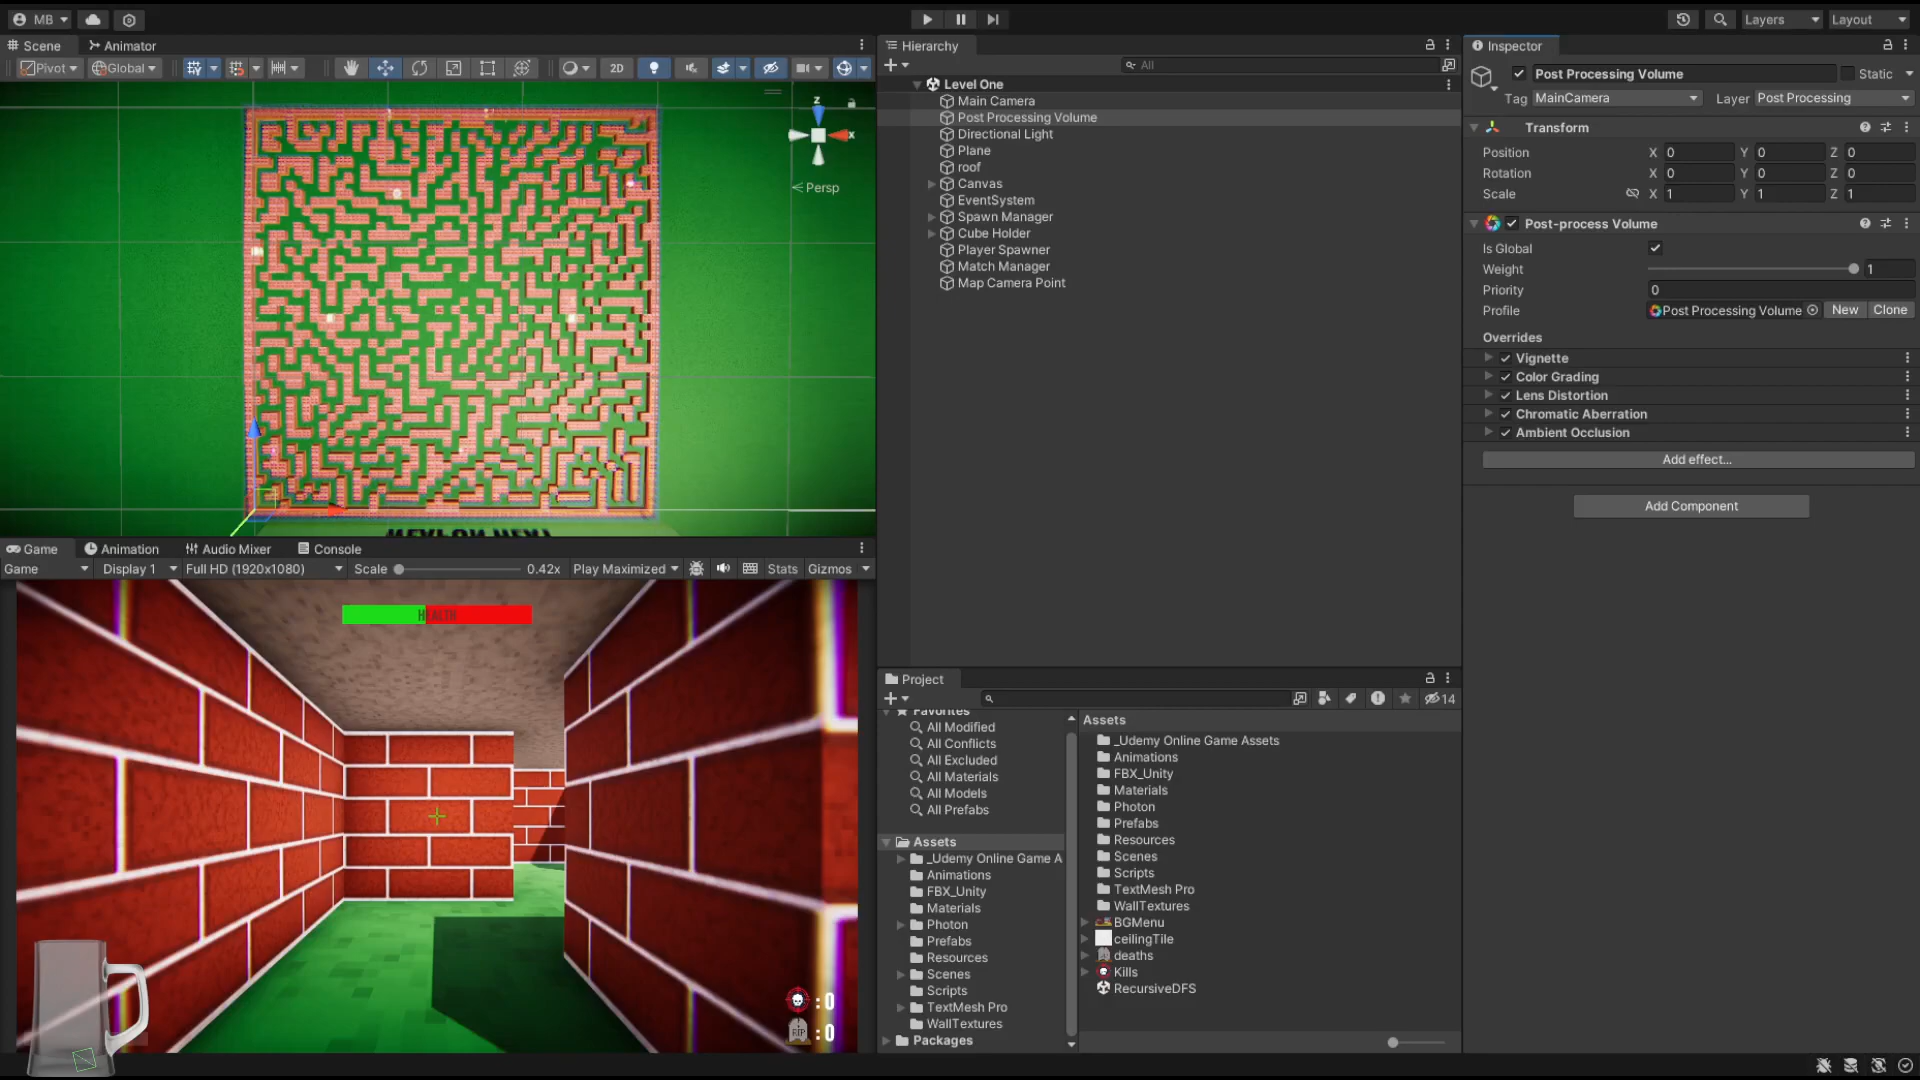 MB
Layers
Layout
Scene
Animator
Pivot
Global
2D
z
x
Persp
Hierarchy
All
Level One
Main Camera
Post Processing Volume
Directional Light
Plane
roof
Canvas
EventSystem
Spawn Manager
Cube Holder
Player Spawner
Match Manager
Map Camera Point
Inspector
Post Processing Volume
Static
Tag MainCamera
Layer Post Processing
Transform
Position X 0 Y 0 Z 0
Rotation X 0 Y 0 Z 0
Scale X 1 Y 1 Z 1
Post-process Volume
Is Global
Weight 1
Priority 0
Profile Post Processing Volume New Clone
Overrides
Vignette
Color Grading
Lens Distortion
Chromatic Aberration
Ambient Occlusion
Add effect...
Add Component
Game
Animation
Audio Mixer
Console
Game
Display 1
Full HD (1920x1080)
Scale 0.42x
Play Maximized
Stats
Gizmos
HEALTH
:0
RIP :0
Project
14
Favorites
All Modified
All Conflicts
All Excluded
All Materials
All Models
All Prefabs
Assets
_Udemy Online Game A
Animations
FBX_Unity
Materials
Photon
Prefabs
Resources
Scenes
Scripts
TextMesh Pro
WallTextures
Packages
Assets
_Udemy Online Game Assets
Animations
FBX_Unity
Materials
Photon
Prefabs
Resources
Scenes
Scripts
TextMesh Pro
WallTextures
BGMenu
ceilingTile
deaths
Kills
RecursiveDFS